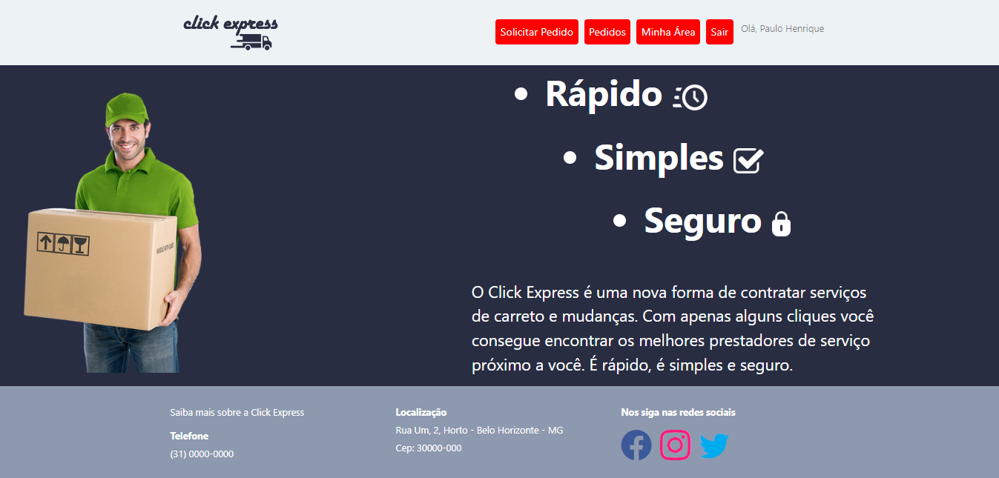 click express
Solicitar Pedido
Pedidos
Minha Área
Sair
Olá, Paulo Henrique
Rápido
Simples
Seguro
O Click Express é uma nova forma de contratar serviços
de carreto e mudanças. Com apenas alguns cliques você
consegue encontrar os melhores prestadores de serviço
próximo a você. É rápido, é simples e seguro.
Saiba mais sobre a Click Express
Telefone
(31) 0000-0000
Localização
Rua Um, 2, Horto - Belo Horizonte - MG
Cep: 30000-000
Nos siga nas redes sociais